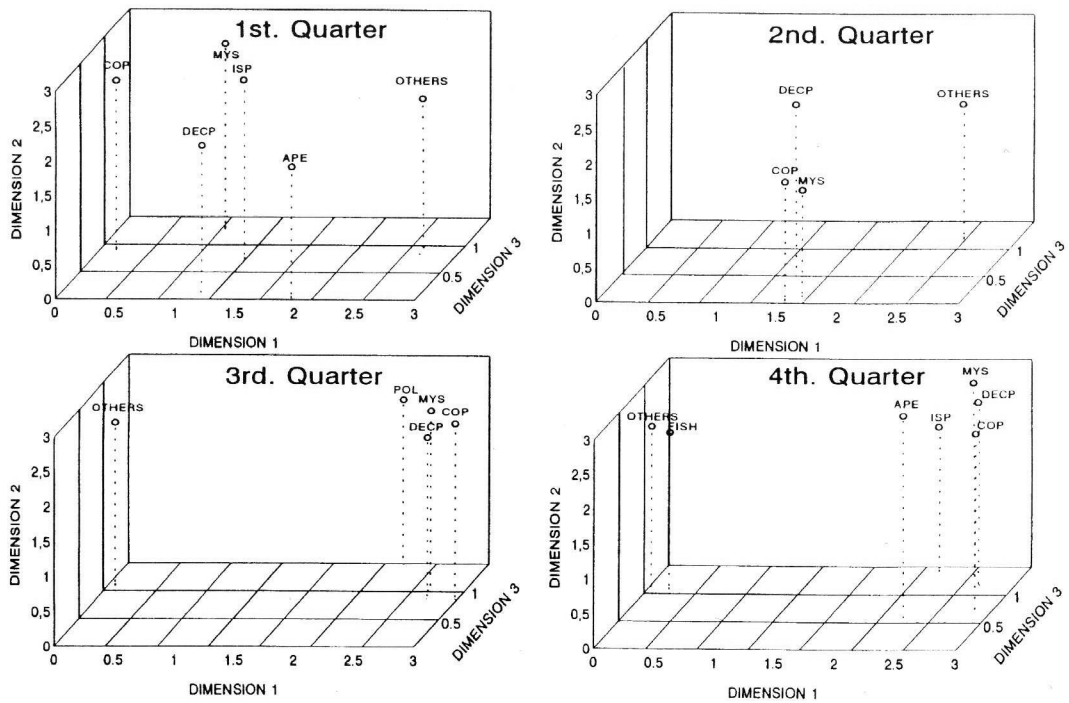 1st. Quarter
COP
MYS
ISP
OTHERS
DECP
APE
DIMENSION 2
3
2,5
2
1,5
1
0,5
0
0
0.5
1
1.5
2
2.5
3
DIMENSION 1
0.5
1
DIMENSION 3
2nd. Quarter
DECP
OTHERS
COP
MYS
DIMENSION 2
3
2,5
2
1,5
1
0,5
0
0
0.5
1
1.5
2
2.5
3
DIMENSION 1
0.5
1
DIMENSION 3
3rd. Quarter
OTHERS
POL
MYS
COP
DECP
DIMENSION 2
3
2,5
2
1,5
1
0,5
0
0
0.5
1
1.5
2
2.5
3
DIMENSION 1
0.5
1
DIMENSION 3
4th. Quarter
MYS
DECP
APE
ISP
COP
OTHERS
FISH
DIMENSION 2
3
2,5
2
1,5
1
0,5
0
0
0.5
1
1.5
2
2.5
3
DIMENSION 1
0.5
1
DIMENSION 3